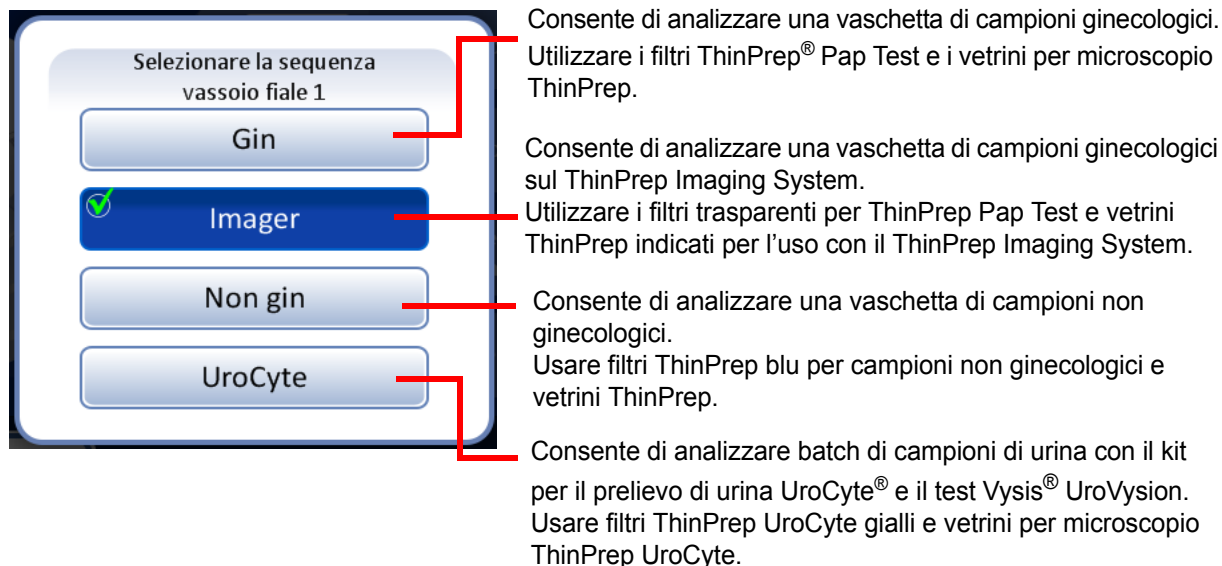 Selezionare la sequenza
vassoio fiale 1
Gin
Imager
Non gin
UroCyte
Consente di analizzare una vaschetta di campioni ginecologici.
Utilizzare i filtri ThinPrep® Pap Test e i vetrini per microscopio
ThinPrep.
Consente di analizzare una vaschetta di campioni ginecologici
sul ThinPrep Imaging System.
Utilizzare i filtri trasparenti per ThinPrep Pap Test e vetrini
ThinPrep indicati per l’uso con il ThinPrep Imaging System.
Consente di analizzare una vaschetta di campioni non
ginecologici.
Usare filtri ThinPrep blu per campioni non ginecologici e
vetrini ThinPrep.
Consente di analizzare batch di campioni di urina con il kit
per il prelievo di urina UroCyte® e il test Vysis® UroVysion.
Usare filtri ThinPrep UroCyte gialli e vetrini per microscopio
ThinPrep UroCyte.